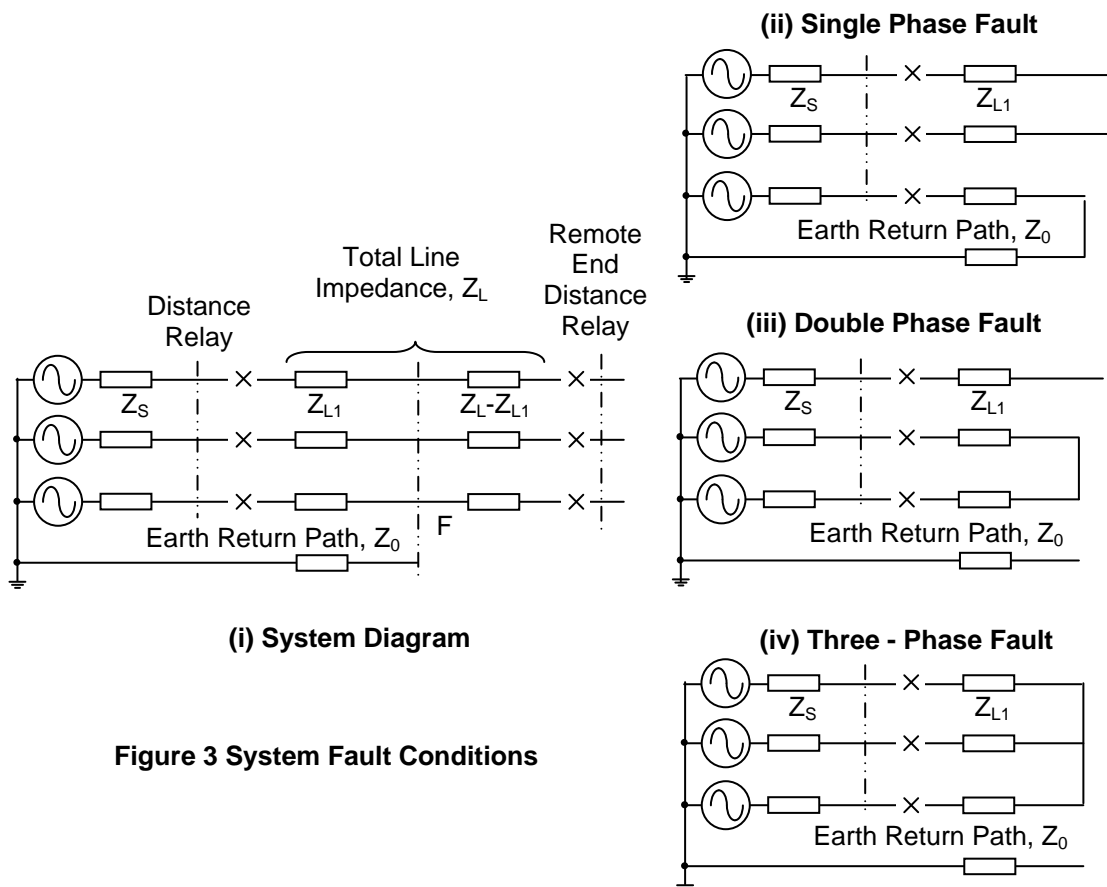 (ii) Single Phase Fault
Z_S
Z_L1
Earth Return Path, Z_0
Total Line
Impedance, Z_L
Remote
End
Distance
Relay
Distance
Relay
Z_S
Z_L1
Z_L-Z_L1
F
Earth Return Path, Z_0
(i) System Diagram
(iii) Double Phase Fault
Z_S
Z_L1
Earth Return Path, Z_0
(iv) Three - Phase Fault
Z_S
Z_L1
Earth Return Path, Z_0
Figure 3 System Fault Conditions